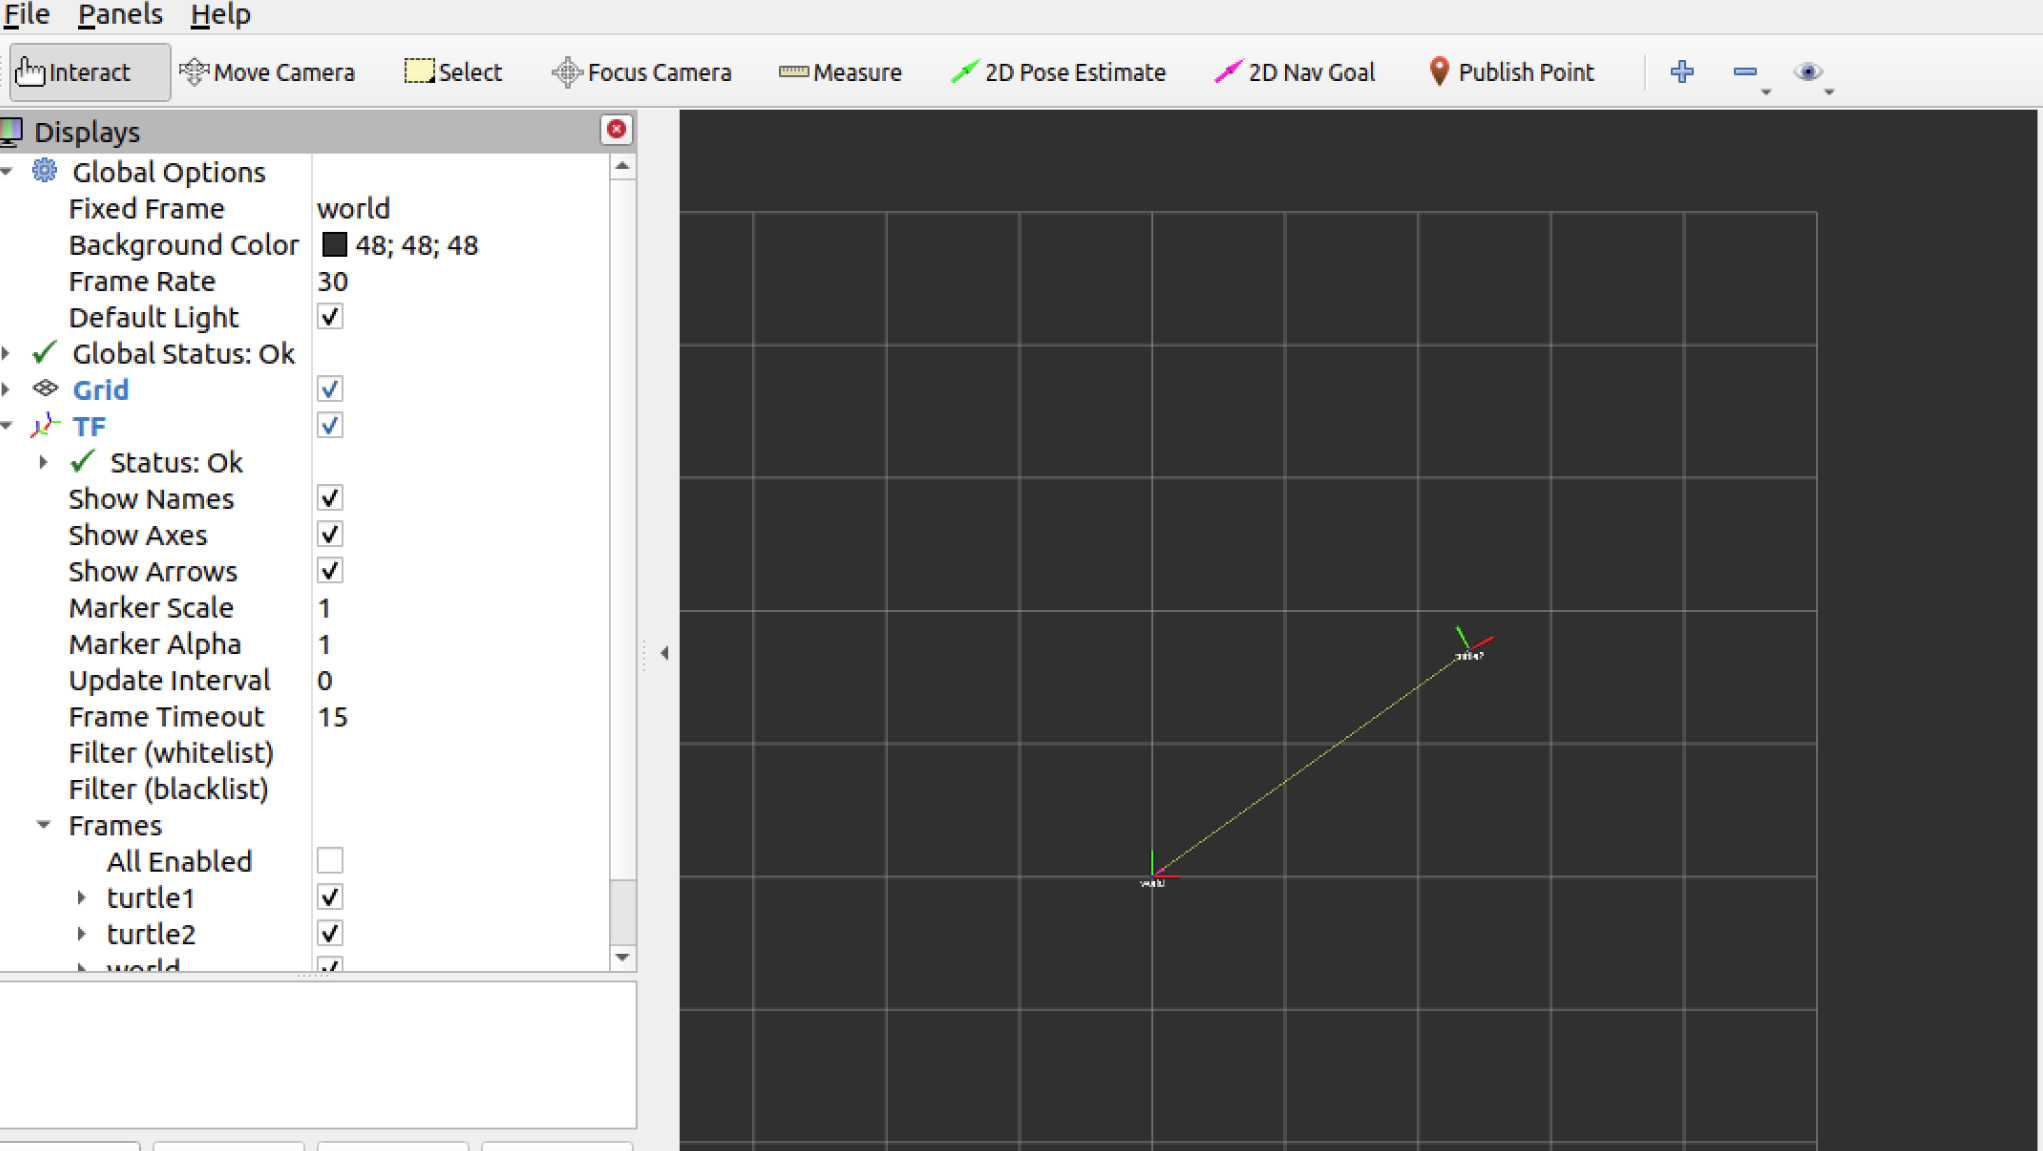 File Panels Help
Interact Move Camera Select Focus Camera Measure 2D Pose Estimate 2D Nav Goal Publish Point
Displays
Global Options
Fixed Frame world
Background Color 48; 48; 48
Frame Rate 30
Default Light
Global Status: Ok
Grid
TF
Status: Ok
Show Names
Show Axes
Show Arrows
Marker Scale 1
Marker Alpha 1
Update Interval 0
Frame Timeout 15
Filter (whitelist)
Filter (blacklist)
Frames
All Enabled
turtle1
turtle2
world
world